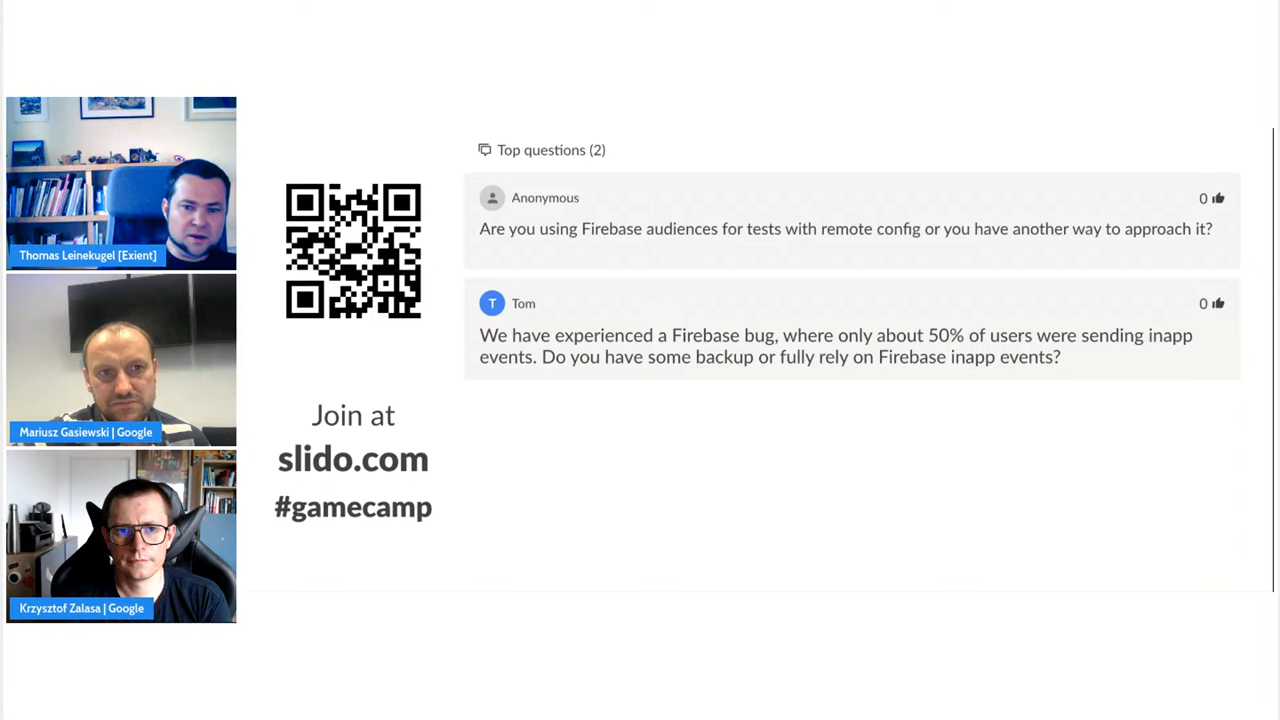 Thomas Leinekugel [Exient]
Mariusz Gasiewski | Google
Krzysztof Zalasa | Google
Join at
slido.com
#gamecamp
Top questions (2)
Anonymous
0
Are you using Firebase audiences for tests with remote config or you have another way to approach it?
T
Tom
0
We have experienced a Firebase bug, where only about 50% of users were sending inapp
events. Do you have some backup or fully rely on Firebase inapp events?